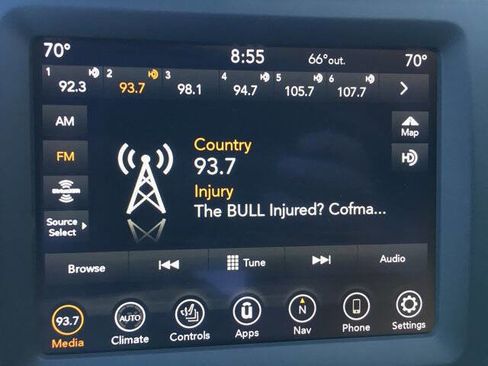 70° 8:55 66°out. 70°
1 2 3 4 5 6
92.3 93.7 98.1 94.7 105.7 107.7
AM
Map
FM
Country
93.7
HD
Injury
The BULL Injured? Cofma...
Source
Select
Browse Tune Audio
93.7 AUTO N
Media Climate Controls Apps Nav Phone Settings